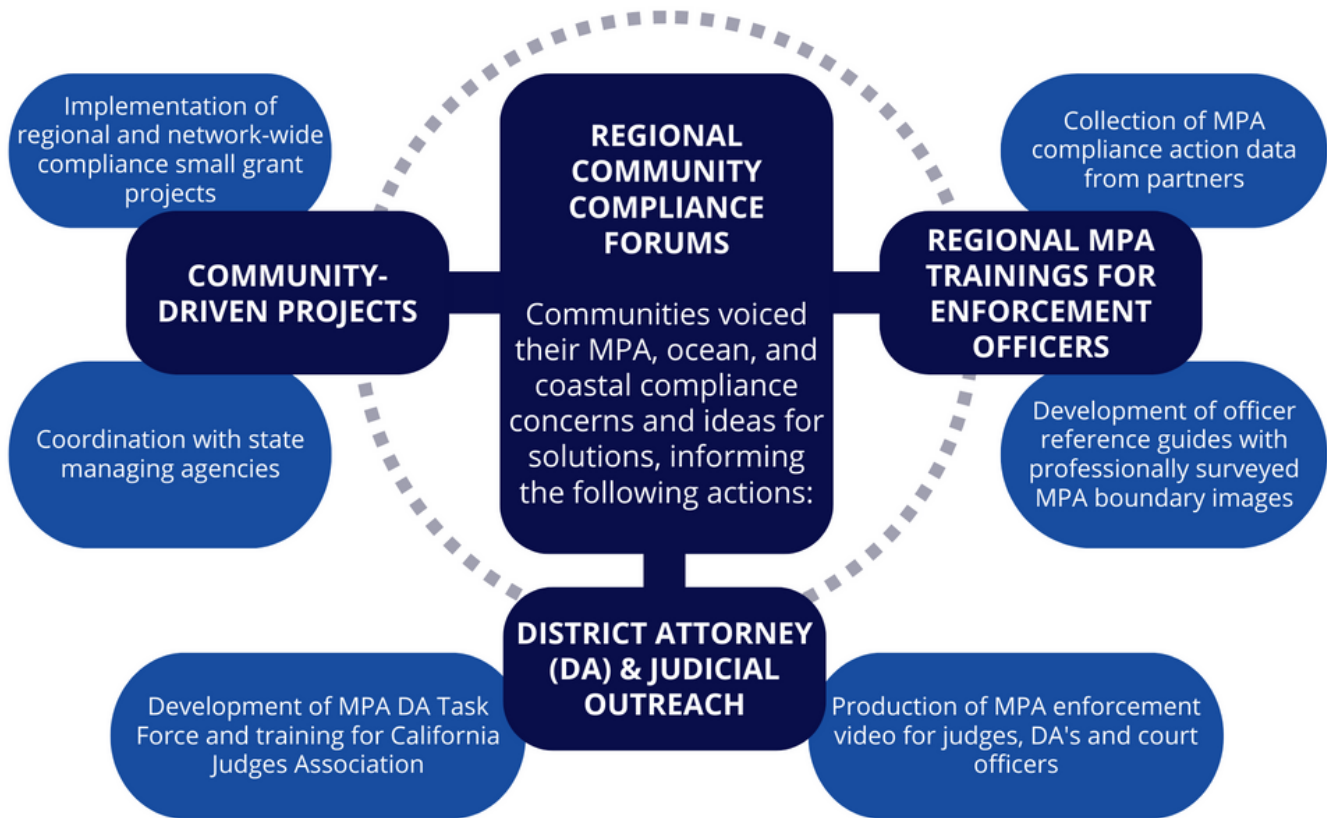 Implementation of
regional and network-wide
compliance small grant
projects
COMMUNITY-
DRIVEN PROJECTS
Coordination with state
managing agencies
REGIONAL
COMMUNITY
COMPLIANCE
FORUMS
Communities voiced
their MPA, ocean, and
coastal compliance
concerns and ideas for
solutions, informing
the following actions:
Collection of MPA
compliance action data
from partners
REGIONAL MPA
TRAININGS FOR
ENFORCEMENT
OFFICERS
Development of officer
reference guides with
professionally surveyed
MPA boundary images
DISTRICT ATTORNEY
(DA) & JUDICIAL
OUTREACH
Development of MPA DA Task
Force and training for California
Judges Association
Production of MPA enforcement
video for judges, DA's and court
officers